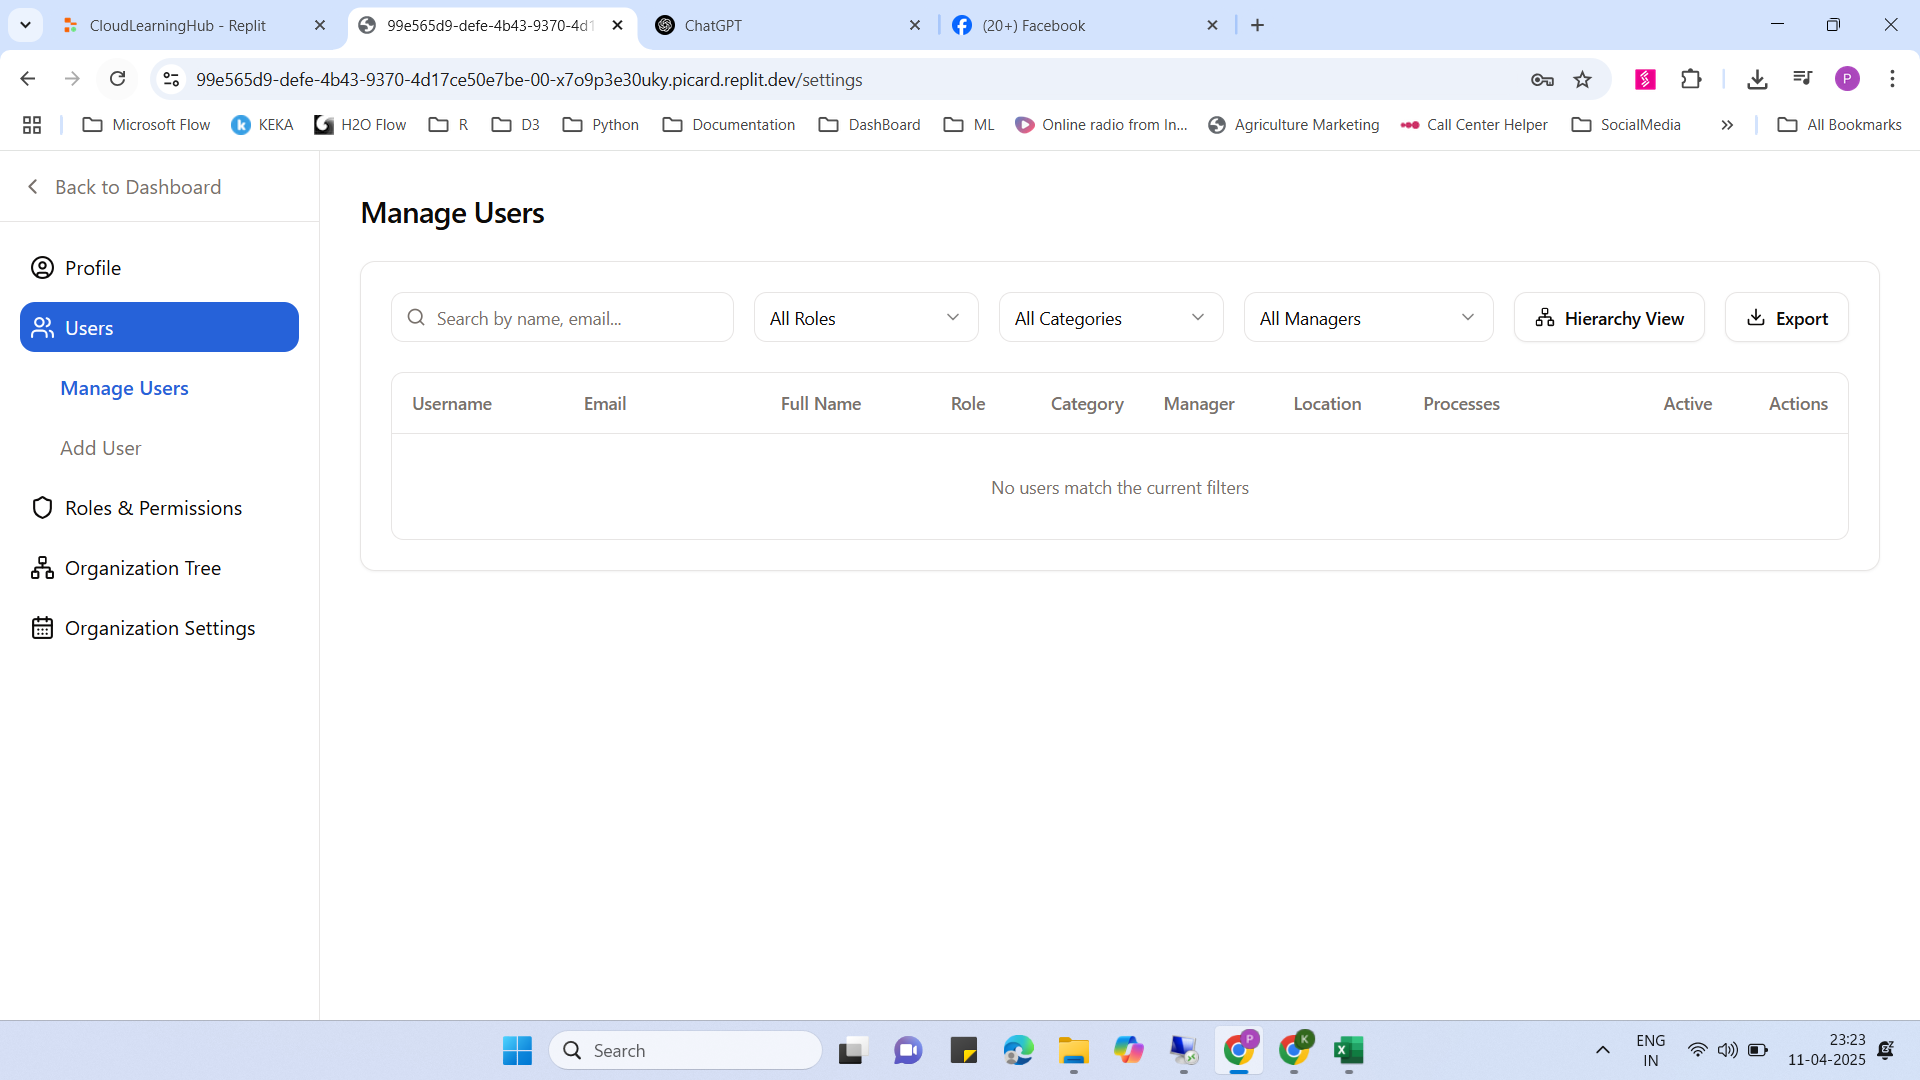 CloudLearningHub - Replit
99e565d9-defe-4b43-9370-4d1
ChatGPT
(20+) Facebook
99e565d9-defe-4b43-9370-4d17ce50e7be-00-x7o9p3e30uky.picard.replit.dev/settings
P
Microsoft Flow
KEKA
H2O Flow
R
D3
Python
Documentation
DashBoard
ML
Online radio from In...
Agriculture Marketing
Call Center Helper
SocialMedia
All Bookmarks
Back to Dashboard
Profile
Users
Manage Users
Add User
Roles & Permissions
Organization Tree
Organization Settings
Manage Users
Search by name, email...
All Roles
All Categories
All Managers
Hierarchy View
Export
Username Email Full Name Role Category Manager Location Processes Active Actions
No users match the current filters
Search
P
K
ENG
IN
23:23
11-04-2025